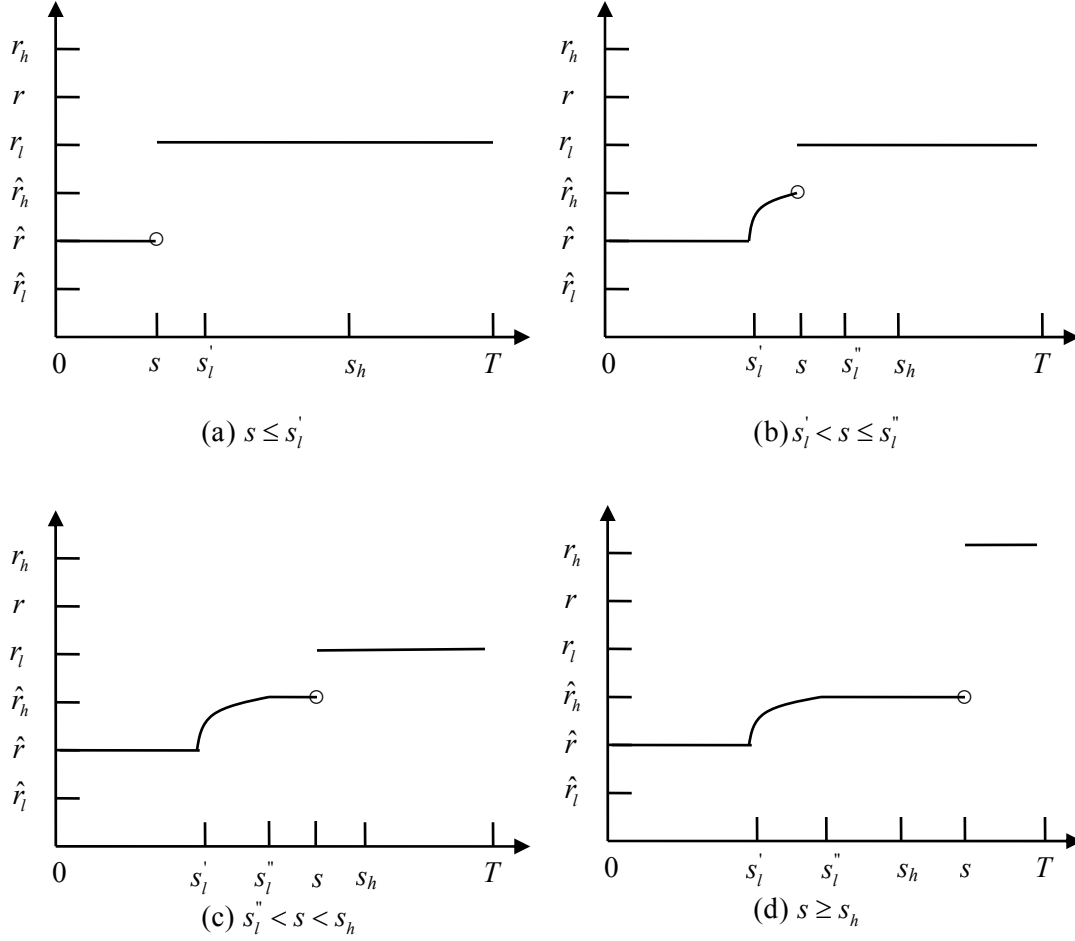 r_h
r
r_l
r̂_h
r̂
r̂_l
0 s s_l' s_h T
(a) s ≤ s_l'
r_h
r
r_l
r̂_h
r̂
r̂_l
0 s_l' s s_l'' s_h T
(b) s_l' < s ≤ s_l''
r_h
r
r_l
r̂_h
r̂
r̂_l
0 s_l' s_l'' s s_h T
(c) s_l'' < s < s_h
r_h
r
r_l
r̂_h
r̂
r̂_l
0 s_l' s_l'' s_h s T
(d) s ≥ s_h